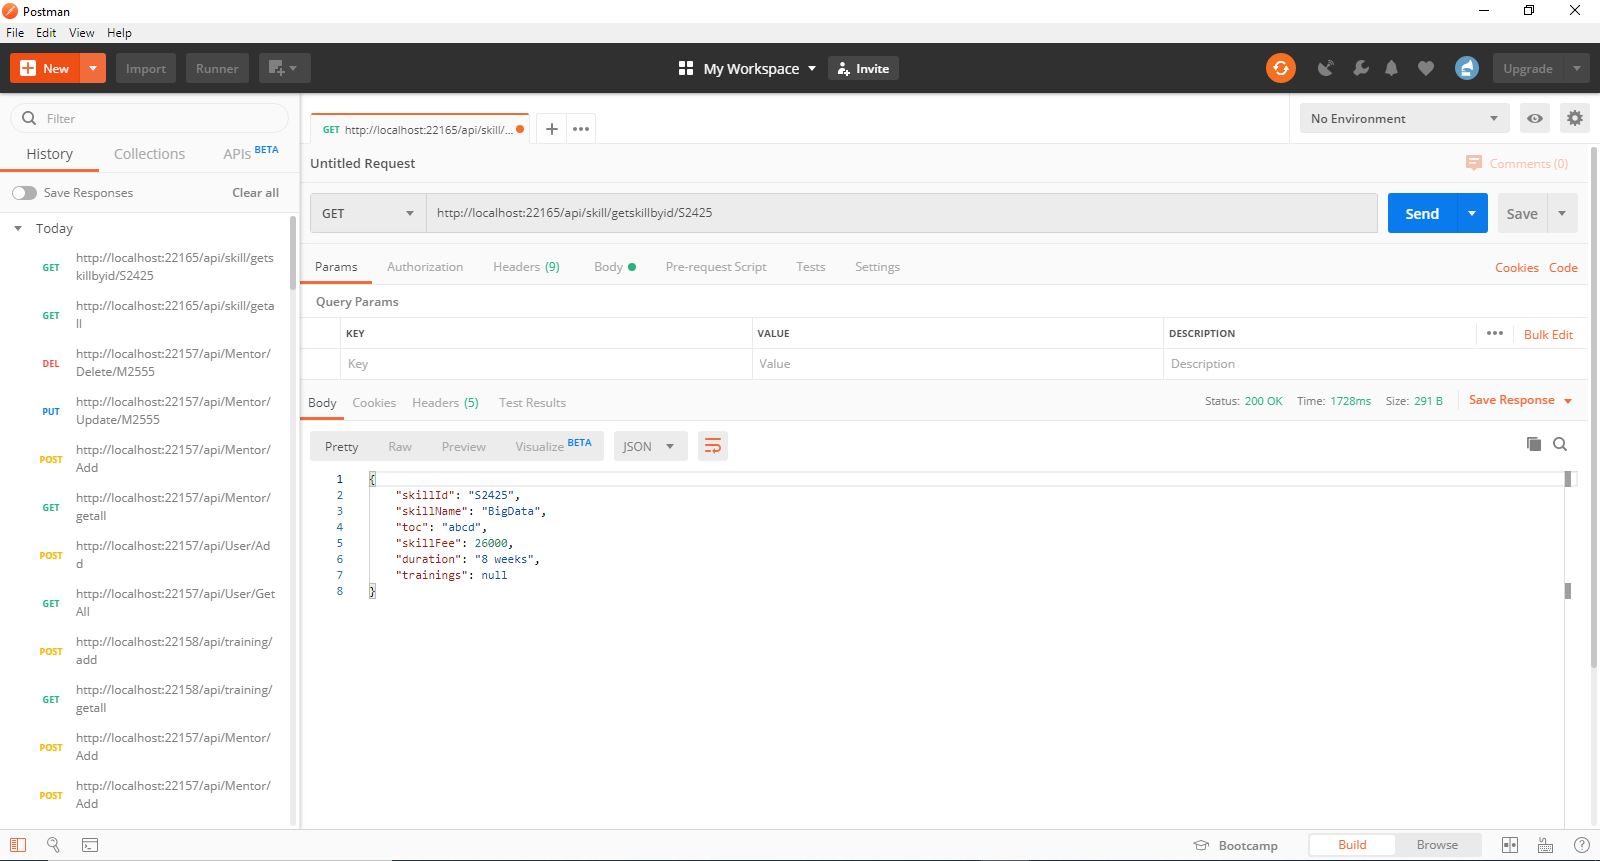 Postman
File Edit View Help
New Import Runner My Workspace Invite Upgrade
Filter
History Collections APIs BETA
Save Responses Clear all
Today
GET http://localhost:22165/api/skill/gets
killbyid/S2425
GET http://localhost:22165/api/skill/geta
ll
DEL http://localhost:22157/api/Mentor/
Delete/M2555
PUT http://localhost:22157/api/Mentor/
Update/M2555
POST http://localhost:22157/api/Mentor/
Add
GET http://localhost:22157/api/Mentor/
getall
POST http://localhost:22157/api/User/Ad
d
GET http://localhost:22157/api/User/Get
All
POST http://localhost:22158/api/training/
add
GET http://localhost:22158/api/training/
getall
POST http://localhost:22157/api/Mentor/
Add
POST http://localhost:22157/api/Mentor/
Add
GET http://localhost:22165/api/skill/...
No Environment
Untitled Request
Comments (0)
GET http://localhost:22165/api/skill/getskillbyid/S2425 Send Save
Params Authorization Headers (9) Body Pre-request Script Tests Settings Cookies Code
Query Params
KEY VALUE DESCRIPTION Bulk Edit
Key Value Description
Body Cookies Headers (5) Test Results Status: 200 OK Time: 1728ms Size: 291 B Save Response
Pretty Raw Preview Visualize BETA JSON
1 {
2 "skillId": "S2425",
3 "skillName": "BigData",
4 "toc": "abcd",
5 "skillFee": 26000,
6 "duration": "8 weeks",
7 "trainings": null
8 }
Bootcamp Build Browse